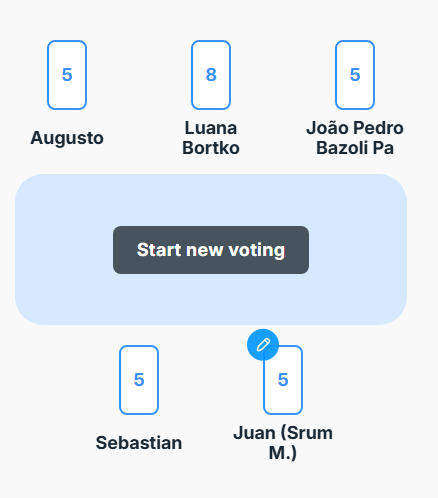 5
8
5
Augusto
Luana
Bortko
João Pedro
Bazoli Pa
Start new voting
5
5
Sebastian
Juan (Srum
M.)